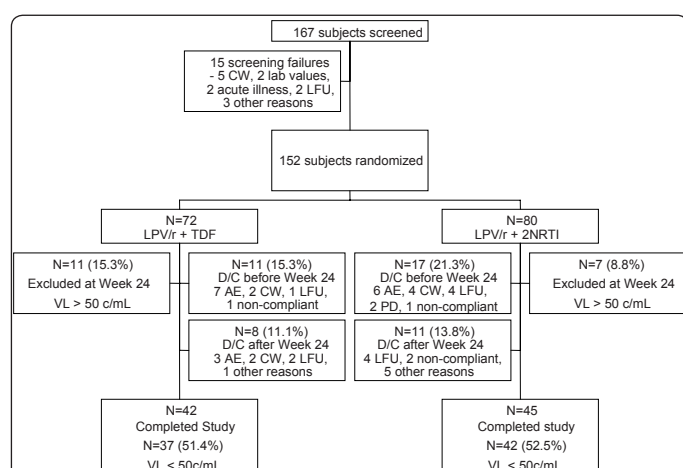 167 subjects screened
15 screening failures
- 5 CW, 2 lab values,
2 acute illness, 2 LFU,
3 other reasons
152 subjects randomized
N=72
LPV/r + TDF
N=80
LPV/r + 2NRTI
N=11 (15.3%)
Excluded at Week 24
VL > 50 c/mL
N=11 (15.3%)
D/C before Week 24
7 AE, 2 CW, 1 LFU,
1 non-compliant
N=17 (21.3%)
D/C before Week 24
6 AE, 4 CW, 4 LFU,
2 PD, 1 non-compliant
N=7 (8.8%)
Excluded at Week 24
VL > 50 c/mL
N=8 (11.1%)
D/C after Week 24
3 AE, 2 CW, 2 LFU,
1 other reasons
N=11 (13.8%)
D/C after Week 24
4 LFU, 2 non-compliant,
5 other reasons
N=42
Completed Study
N=37 (51.4%)
VL < 50c/mL
N=45
Completed study
N=42 (52.5%)
VL < 50c/mL